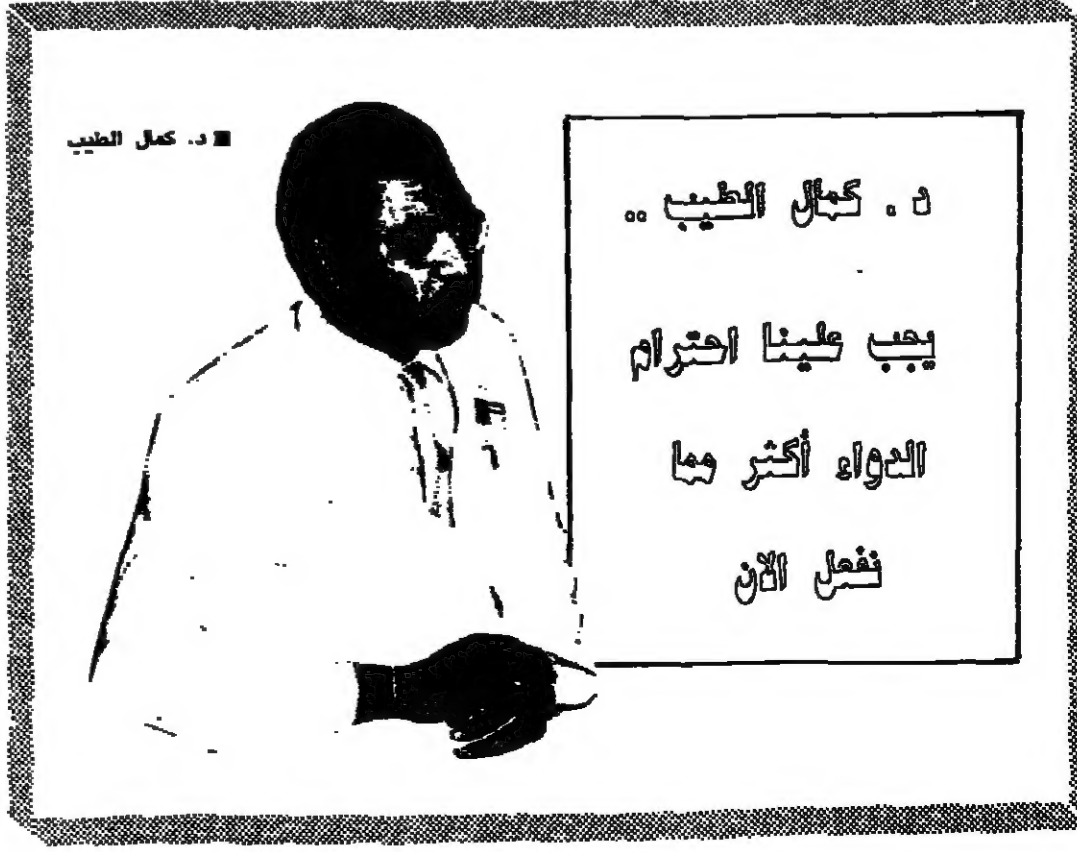 د. كمال الطيب ..
يجب علينا احترام
الدواء أكثر مما
نفعل الآن
■ د. كمال الطيب